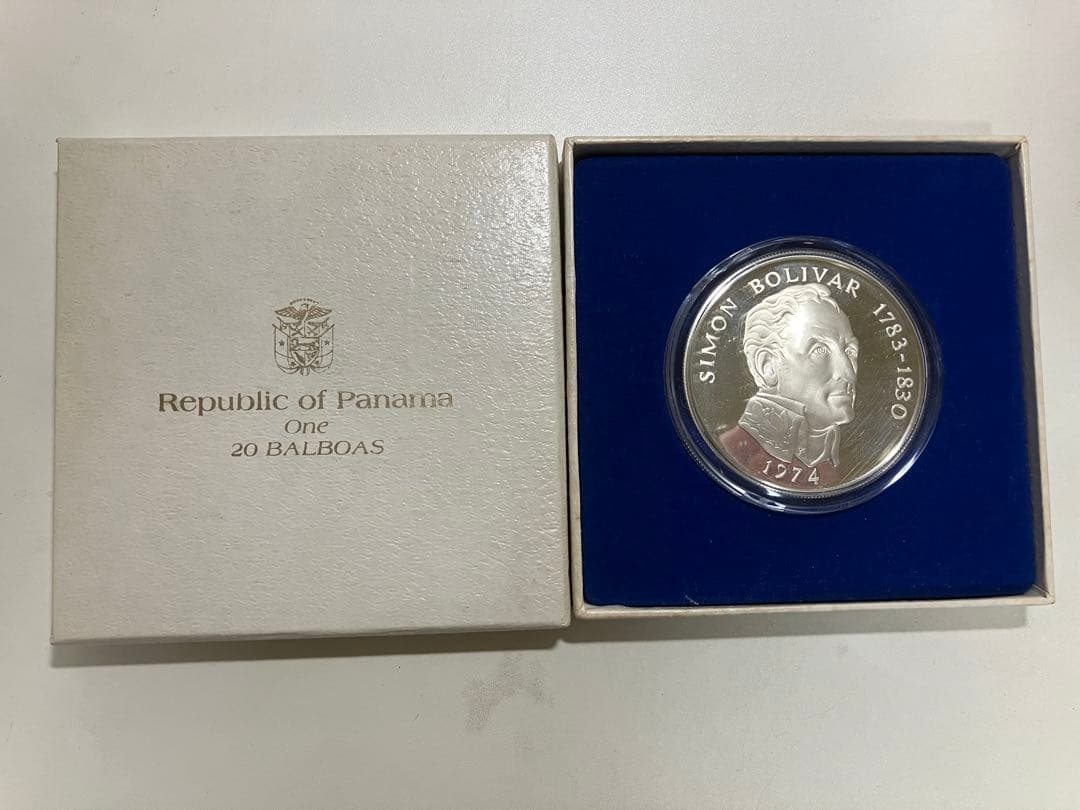 Republic of Panama
One
20 BALBOAS
SIMON BOLIVAR 1783-1830
1974